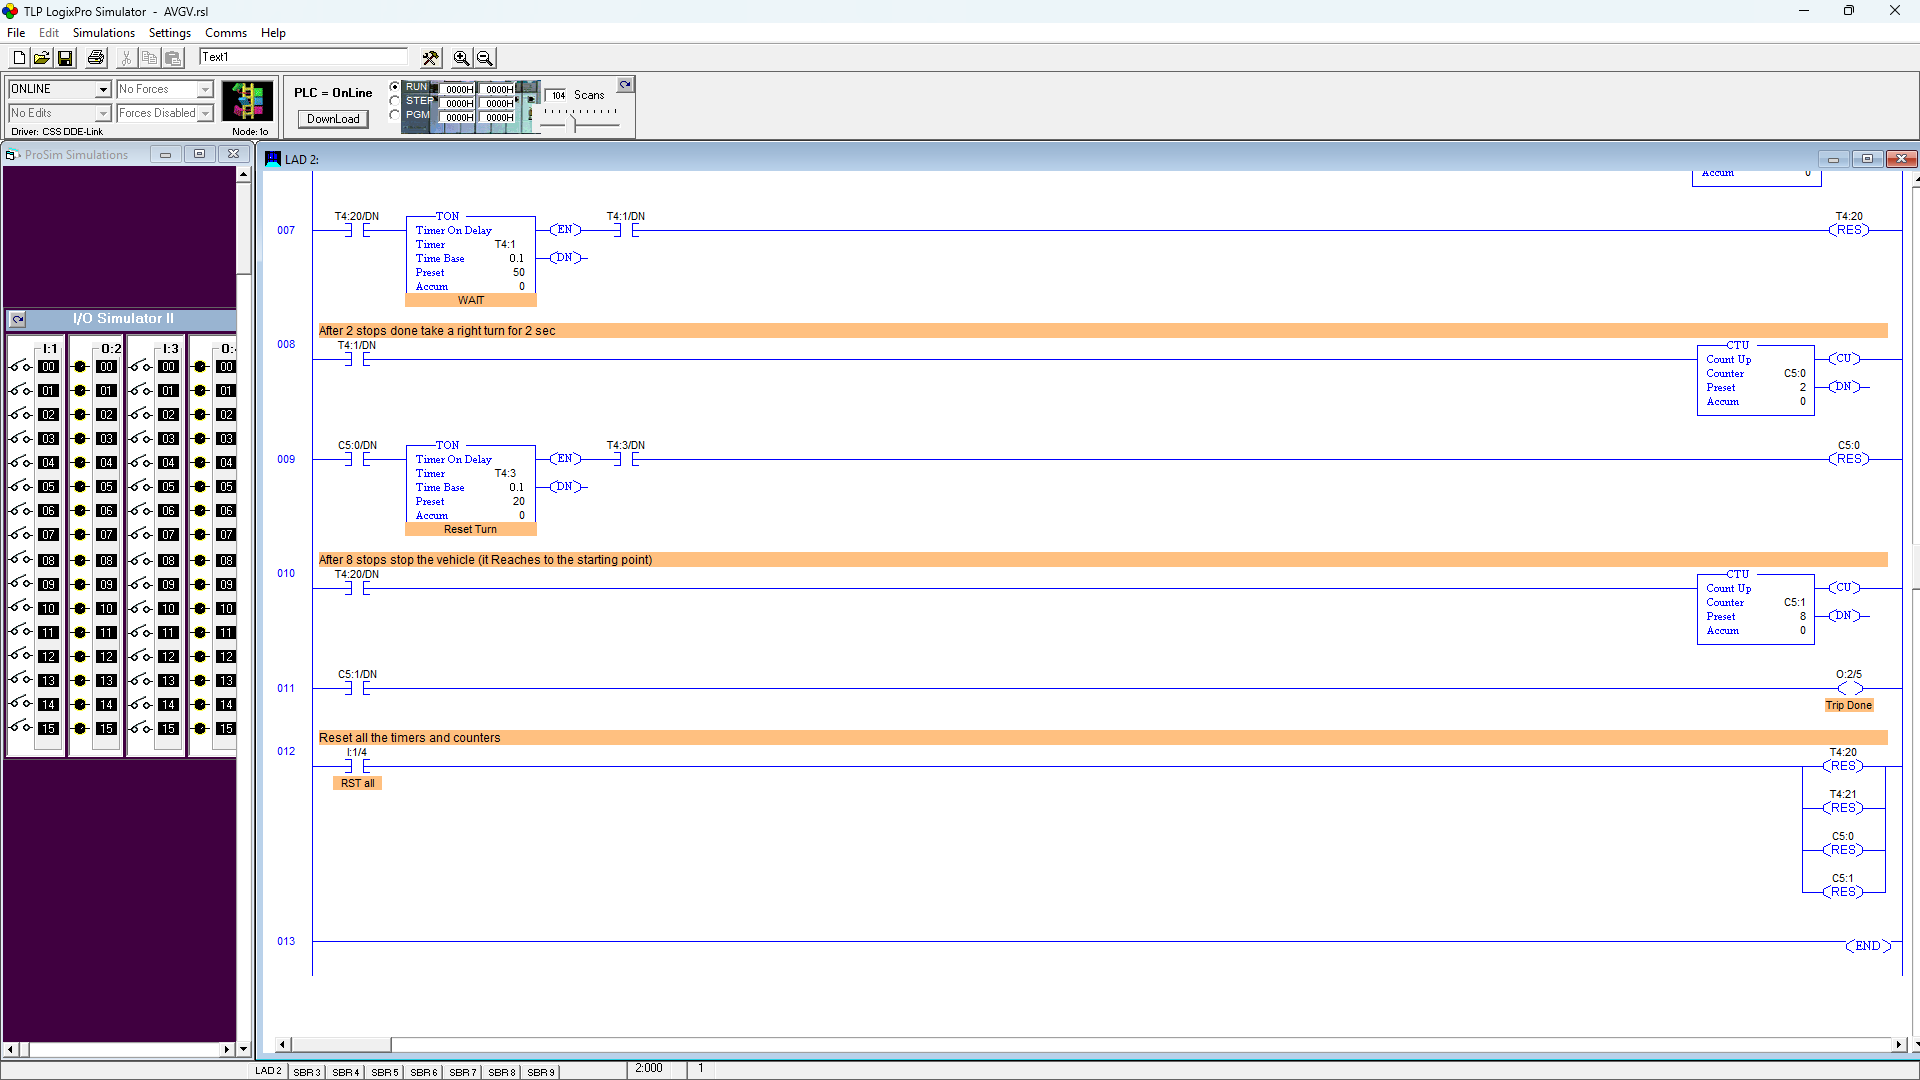 TLP LogixPro Simulator - AVGV.rsl
File Edit Simulations Settings Comms Help
Text1
ONLINE No Forces
No Edits Forces Disabled
Driver: CSS DDE-Link Node: 1o
PLC = OnLine
DownLoad
RUN 0000H 0000H
STEP 0000H 0000H
PGM 0000H 0000H
104 Scans
ProSim Simulations
I/O Simulator II
I:1 O:2 I:3 O:
00 00 00 00
01 01 01 01
02 02 02 02
03 03 03 03
04 04 04 04
05 05 05 05
06 06 06 06
07 07 07 07
08 08 08 08
09 09 09 09
10 10 10 10
11 11 11 11
12 12 12 12
13 13 13 13
14 14 14 14
15 15 15 15
LAD 2:
Accum 0
007
T4:20/DN
TON
Timer On Delay
Timer T4:1
Time Base 0.1
Preset 50
Accum 0
WAIT
EN
DN
T4:1/DN
T4:20
RES
After 2 stops done take a right turn for 2 sec
008
T4:1/DN
CTU
Count Up
Counter C5:0
Preset 2
Accum 0
CU
DN
009
C5:0/DN
TON
Timer On Delay
Timer T4:3
Time Base 0.1
Preset 20
Accum 0
Reset Turn
EN
DN
T4:3/DN
C5:0
RES
After 8 stops stop the vehicle (it Reaches to the starting point)
010
T4:20/DN
CTU
Count Up
Counter C5:1
Preset 8
Accum 0
CU
DN
011
C5:1/DN
O:2/5
Trip Done
Reset all the timers and counters
012
I:1/4
RST all
T4:20
RES
T4:21
RES
C5:0
RES
C5:1
RES
013
END
LAD 2 SBR 3 SBR 4 SBR 5 SBR 6 SBR 7 SBR 8 SBR 9
2:000 1